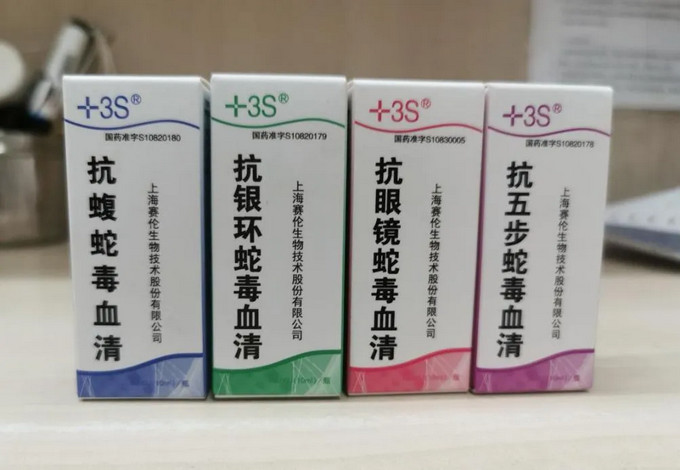 +3S®
国药准字S10820180
抗蝮蛇毒血清
上海赛伦生物技术股份有限公司
+3S®
国药准字S10820179
抗银环蛇毒血清
上海赛伦生物技术股份有限公司
+3S®
国药准字S10830005
抗眼镜蛇毒血清
上海赛伦生物技术股份有限公司
+3S®
国药准字S10820178
抗五步蛇毒血清
上海赛伦生物技术股份有限公司